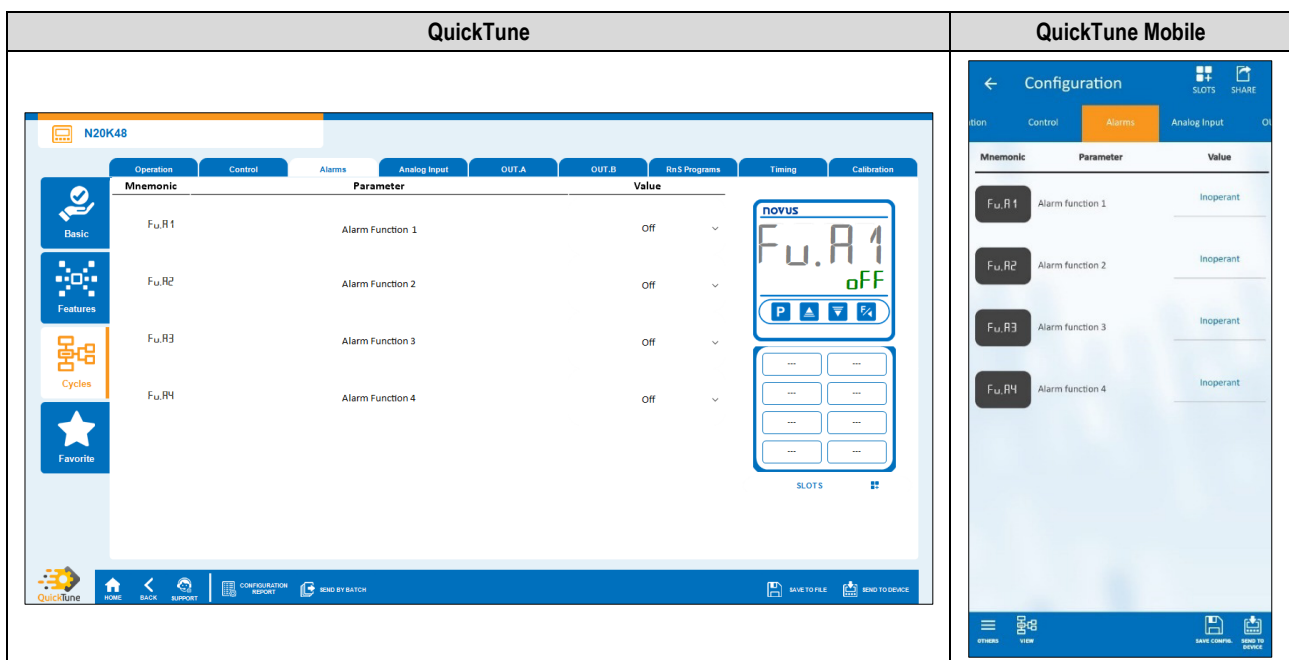 QuickTune
QuickTune Mobile
N20K48
Operation Control Alarms Analog Input OUT.A OUT.B RnS Programs Timing Calibration
Mnemonic Parameter Value
Basic
Features
Cycles
Favorite
Fu.A1 Alarm Function 1 Off
Fu.A2 Alarm Function 2 Off
Fu.A3 Alarm Function 3 Off
Fu.A4 Alarm Function 4 Off
novus
Fu.A1
oFF
P F/
--- ---
--- ---
--- ---
--- ---
SLOTS
QuickTune
HOME BACK SUPPORT CONFIGURATION REPORT SEND BY BATCH SAVE TO FILE SEND TO DEVICE
Configuration
SLOTS SHARE
ition Control Alarms Analog Input OU
Mnemonic Parameter Value
Fu.A1 Alarm function 1 Inoperant
Fu.A2 Alarm function 2 Inoperant
Fu.A3 Alarm function 3 Inoperant
Fu.A4 Alarm function 4 Inoperant
OTHERS VIEW SAVE CONFIG. SEND TO
DEVICE